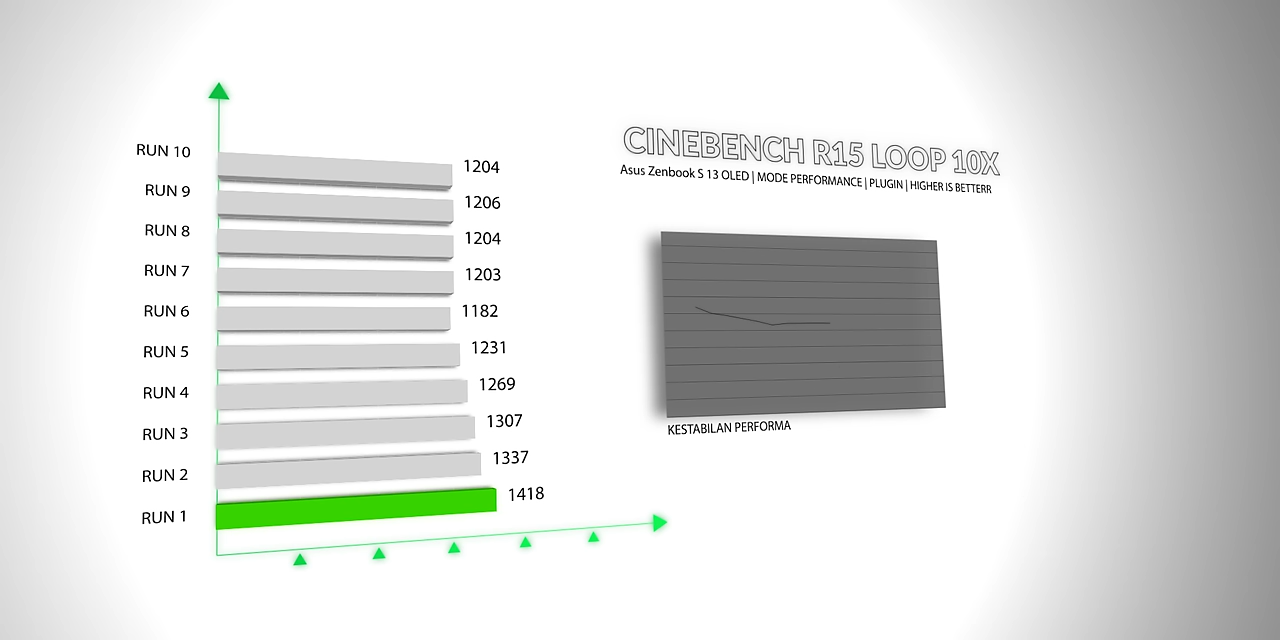 CINEBENCH R15 LOOP 10X
Asus Zenbook S 13 OLED | MODE PERFORMANCE | PLUGIN | HIGHER IS BETTERR
RUN 10 1204
RUN 9 1206
RUN 8 1204
RUN 7 1203
RUN 6 1182
RUN 5 1231
RUN 4 1269
RUN 3 1307
RUN 2 1337
RUN 1 1418
KESTABILAN PERFORMA